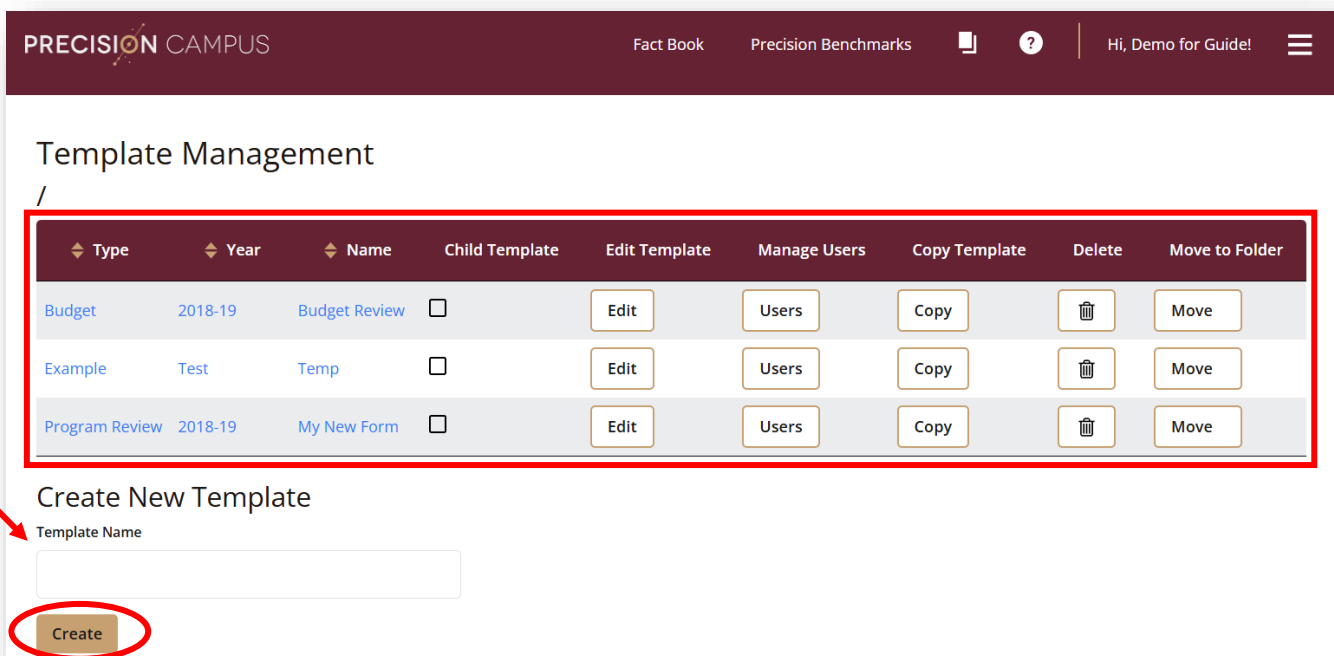 PRECISION CAMPUS Fact Book Precision Benchmarks ? Hi, Demo for Guide!
Template Management
/
Type Year Name Child Template Edit Template Manage Users Copy Template Delete Move to Folder
Budget 2018-19 Budget Review Edit Users Copy Move
Example Test Temp Edit Users Copy Move
Program Review 2018-19 My New Form Edit Users Copy Move
Create New Template
Template Name
Create